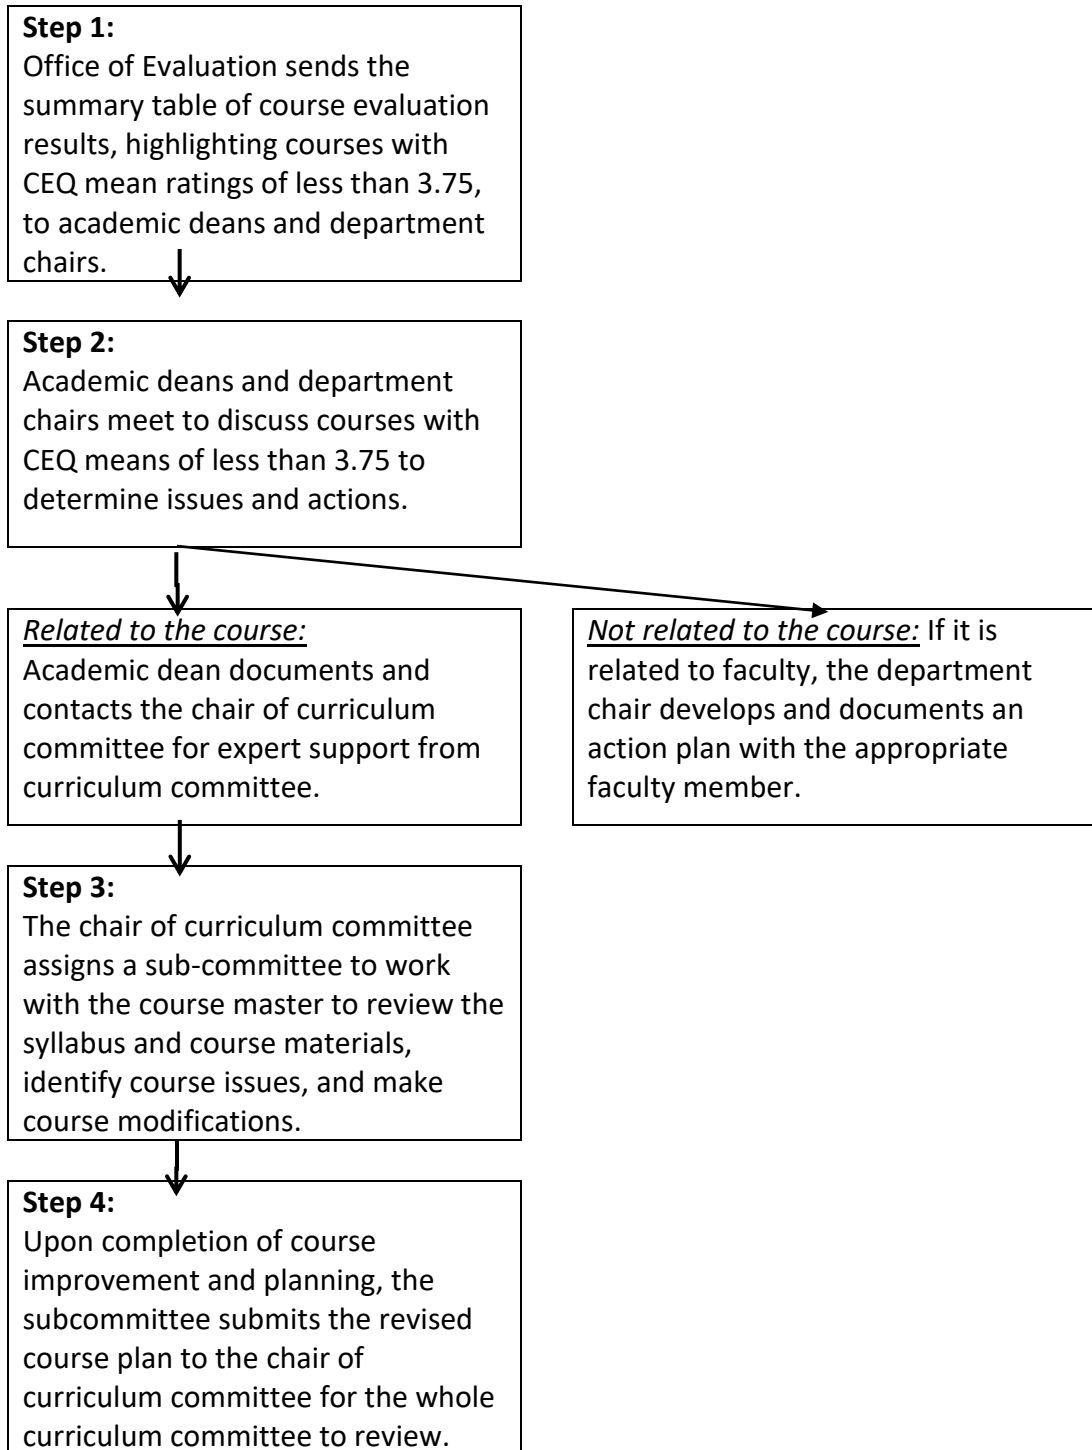 Step 1:
Office of Evaluation sends the
summary table of course evaluation
results, highlighting courses with
CEQ mean ratings of less than 3.75,
to academic deans and department
chairs.
Step 2:
Academic deans and department
chairs meet to discuss courses with
CEQ means of less than 3.75 to
determine issues and actions.
Related to the course:
Academic dean documents and
contacts the chair of curriculum
committee for expert support from
curriculum committee.
Not related to the course: If it is
related to faculty, the department
chair develops and documents an
action plan with the appropriate
faculty member.
Step 3:
The chair of curriculum committee
assigns a sub-committee to work
with the course master to review the
syllabus and course materials,
identify course issues, and make
course modifications.
Step 4:
Upon completion of course
improvement and planning, the
subcommittee submits the revised
course plan to the chair of
curriculum committee for the whole
curriculum committee to review.